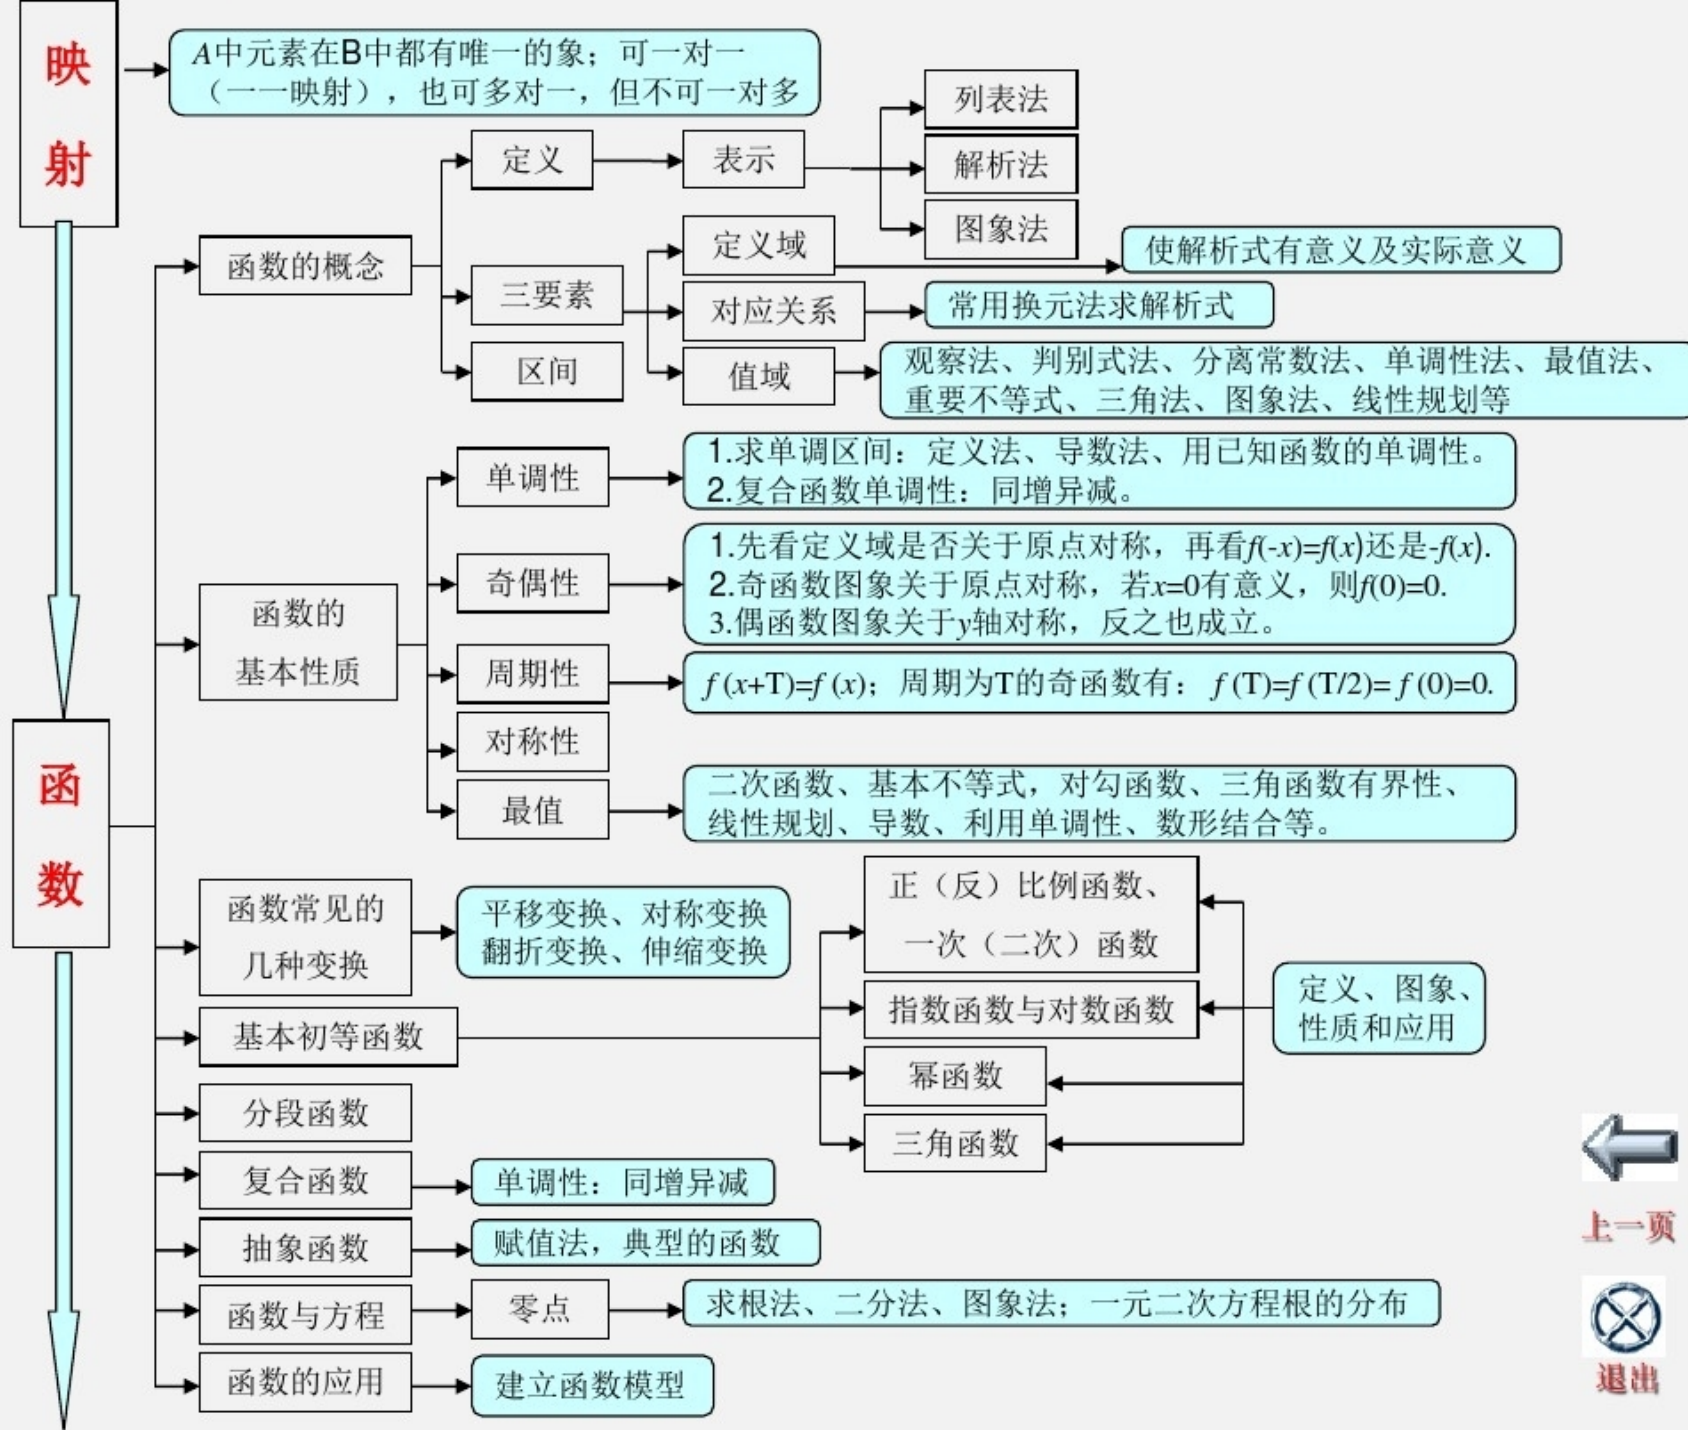 映
射
A中元素在B中都有唯一的象；可一对一
（一一映射），也可多对一，但不可一对多
函数的概念
定义
表示
列表法
解析法
图象法
三要素
定义域
使解析式有意义及实际意义
对应关系
常用换元法求解析式
值域
观察法、判别式法、分离常数法、单调性法、最值法、
重要不等式、三角法、图象法、线性规划等
区间
函数的
基本性质
单调性
1.求单调区间：定义法、导数法、用已知函数的单调性。
2.复合函数单调性：同增异减。
奇偶性
1.先看定义域是否关于原点对称，再看f(-x)=f(x)还是-f(x).
2.奇函数图象关于原点对称，若x=0有意义，则f(0)=0.
3.偶函数图象关于y轴对称，反之也成立。
周期性
f (x+T)=f (x)；周期为T的奇函数有：f (T)=f (T/2)= f (0)=0.
对称性
最值
二次函数、基本不等式，对勾函数、三角函数有界性、
线性规划、导数、利用单调性、数形结合等。
函
数
函数常见的
几种变换
平移变换、对称变换
翻折变换、伸缩变换
基本初等函数
正（反）比例函数、
一次（二次）函数
指数函数与对数函数
幂函数
三角函数
定义、图象、
性质和应用
分段函数
复合函数
单调性：同增异减
抽象函数
赋值法，典型的函数
函数与方程
零点
求根法、二分法、图象法；一元二次方程根的分布
函数的应用
建立函数模型
上一页
退出